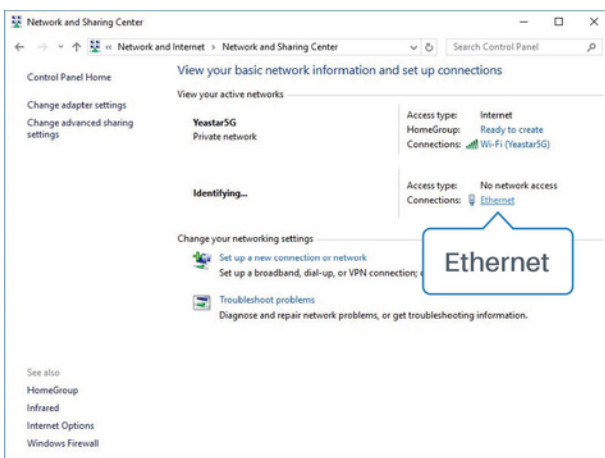 Network and Sharing Center
« Network and Internet > Network and Sharing Center
Search Control Panel
Control Panel Home
Change adapter settings
Change advanced sharing
settings
View your basic network information and set up connections
View your active networks
Yeastar5G
Private network
Access type: Internet
HomeGroup: Ready to create
Connections: Wi-Fi (Yeastar5G)
Identifying...
Access type: No network access
Connections: Ethernet
Ethernet
Change your networking settings
Set up a new connection or network
Set up a broadband, dial-up, or VPN connection;
Troubleshoot problems
Diagnose and repair network problems, or get troubleshooting information.
See also
HomeGroup
Infrared
Internet Options
Windows Firewall